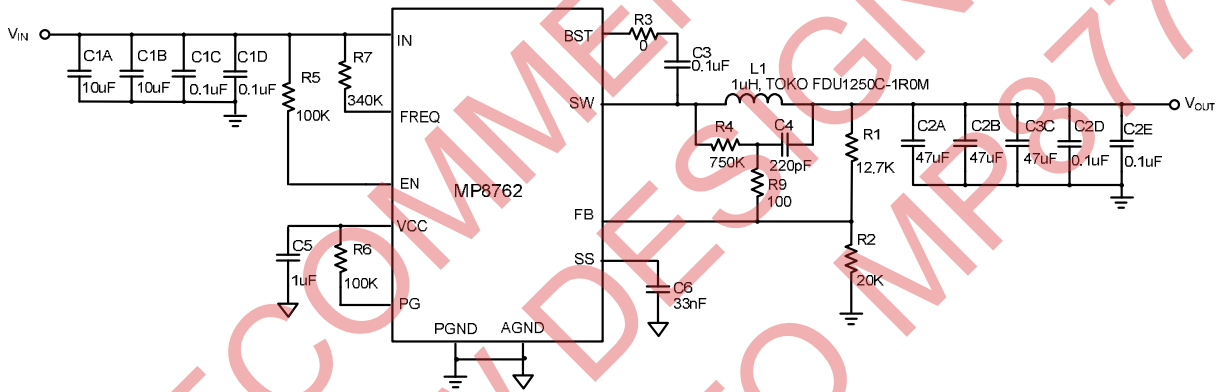 V_IN
C1A
10uF
C1B
10uF
C1C
0.1uF
C1D
0.1uF
R5
100K
R7
340K
IN
FREQ
EN
VCC
PG
C5
1uF
R6
100K
MP8762
PGND
AGND
BST
SW
FB
SS
R3
0
C3
0.1uF
L1
1uH, TOKO FDU1250C-1R0M
R4
750K
C4
220pF
R9
100
R1
12.7K
R2
20K
C6
33nF
C2A
47uF
C2B
47uF
C3C
47uF
C2D
0.1uF
C2E
0.1uF
V_OUT